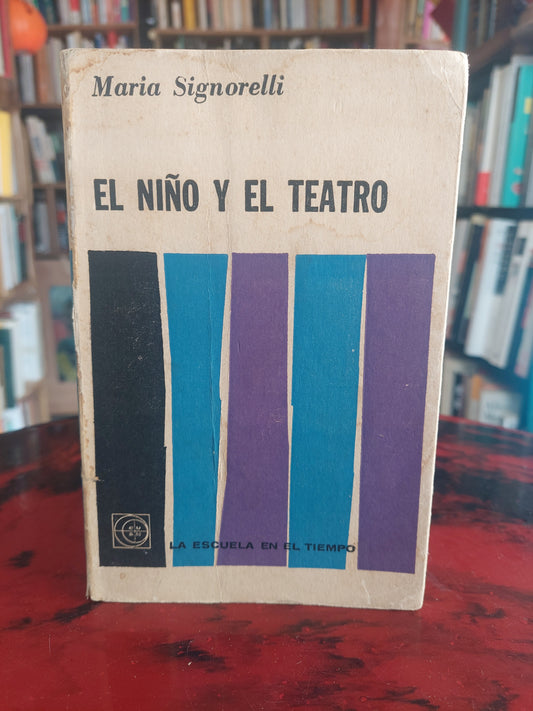 Maria Signorelli
EL NIÑO Y EL TEATRO
LA ESCUELA EN EL TIEMPO